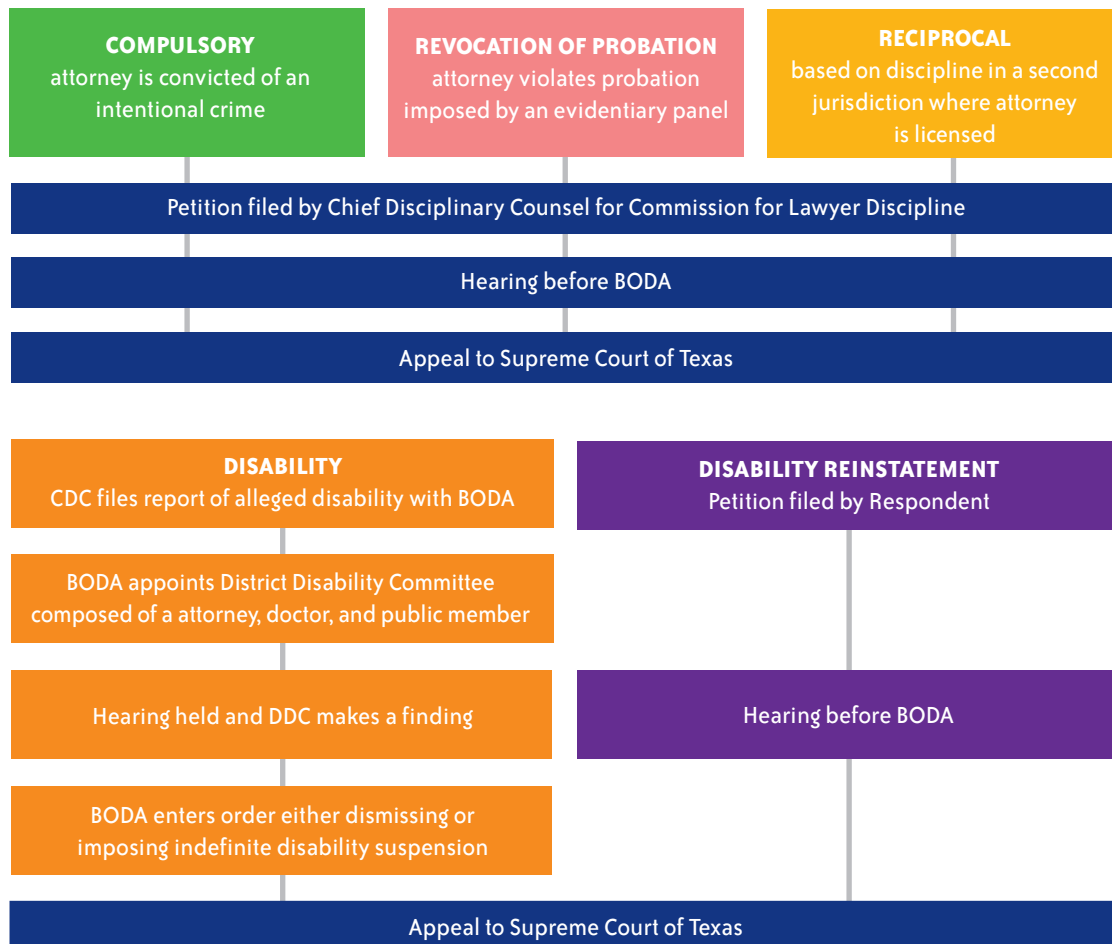 COMPULSORY
attorney is convicted of an
intentional crime
REVOCATION OF PROBATION
attorney violates probation
imposed by an evidentiary panel
RECIPROCAL
based on discipline in a second
jurisdiction where attorney
is licensed
Petition filed by Chief Disciplinary Counsel for Commission for Lawyer Discipline
Hearing before BODA
Appeal to Supreme Court of Texas
DISABILITY
CDC files report of alleged disability with BODA
BODA appoints District Disability Committee
composed of a attorney, doctor, and public member
Hearing held and DDC makes a finding
BODA enters order either dismissing or
imposing indefinite disability suspension
DISABILITY REINSTATEMENT
Petition filed by Respondent
Hearing before BODA
Appeal to Supreme Court of Texas